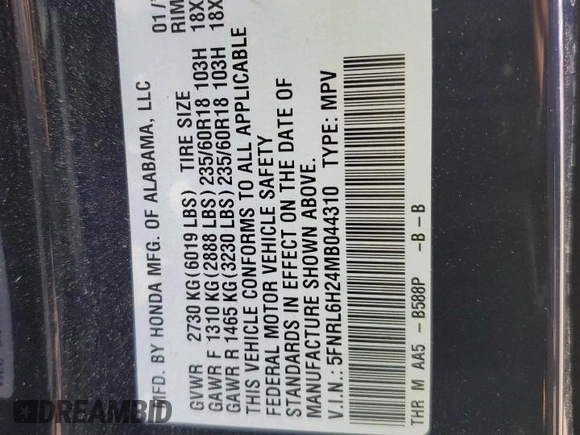 MFD. BY HONDA MFG. OF ALABAMA, LLC 01/
RIM
GVWR 2730 KG(6019 LBS) TIRE SIZE
GAWR F 1310 KG(2888 LBS)235/60R18 103H 18X
GAWR R 1465 KG(3230 LBS)235/60R18 103H 18X
THIS VEHICLE CONFORMS TO ALL APPLICABLE
FEDERAL MOTOR VEHICLE SAFETY
STANDARDS IN EFFECT ON THE DATE OF
MANUFACTURE SHOWN ABOVE.
V.I.N.: 5FNRL6H24MB044310 TYPE: MPV
THR M AA5 - B588P -B-B
DREAMBID